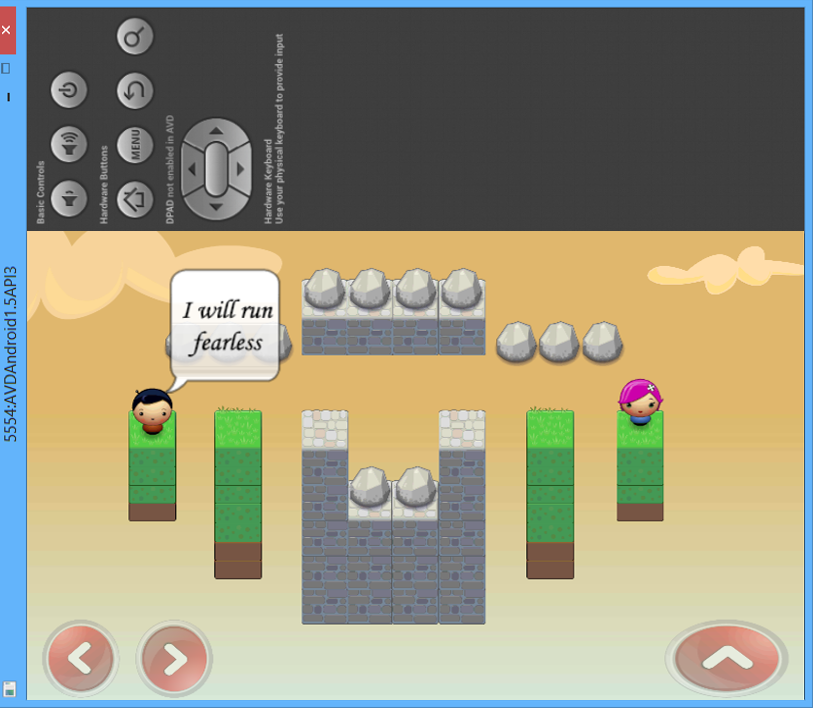 5554:AVDAndroid1.5API3
Basic Controls
Hardware Buttons
MENU
DPAD not enabled in AVD
Hardware Keyboard
Use your physical keyboard to provide input
I will run
fearless